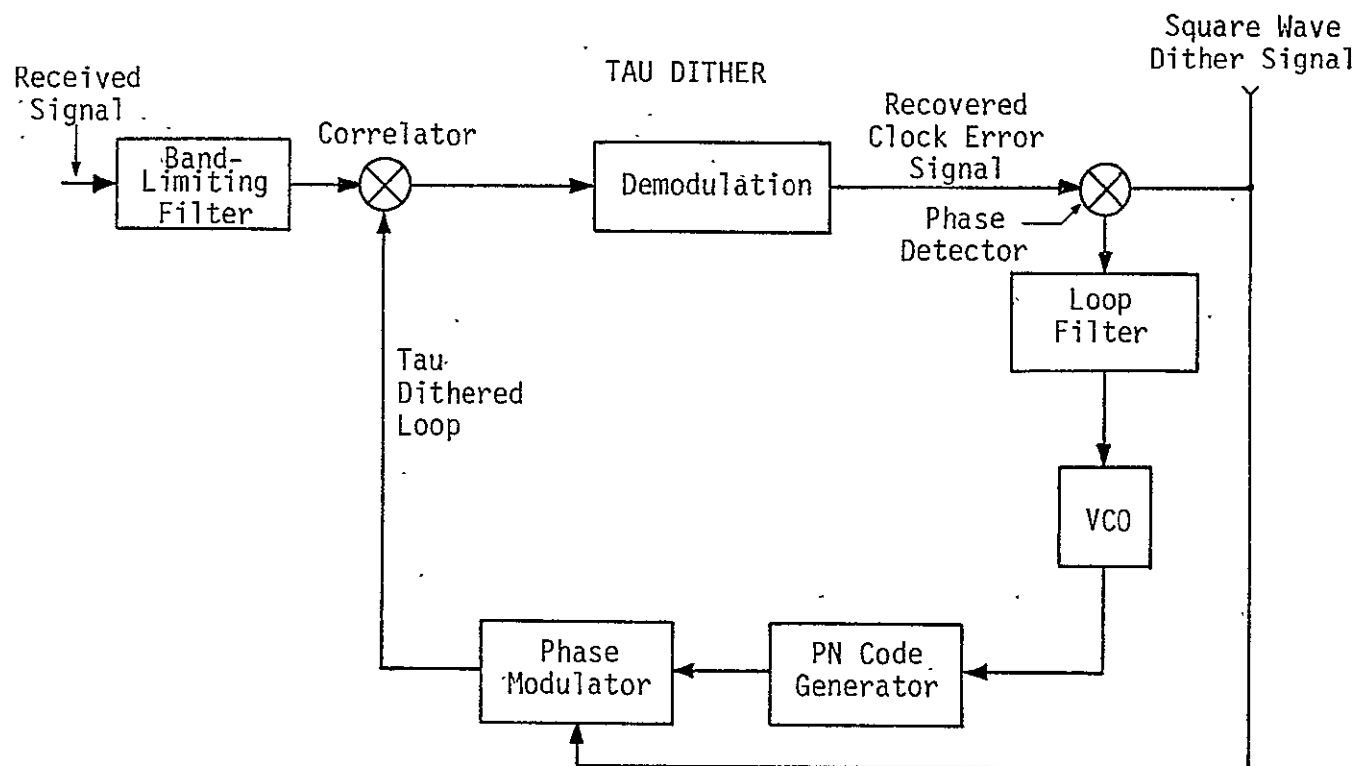 Square Wave
Dither Signal
TAU DITHER
Received
Signal
Recovered
Clock Error
Signal
Correlator
Band-
Limiting
Filter
Demodulation
Phase
Detector
Loop
Filter
Tau
Dithered
Loop
VCO
Phase
Modulator
PN Code
Generator